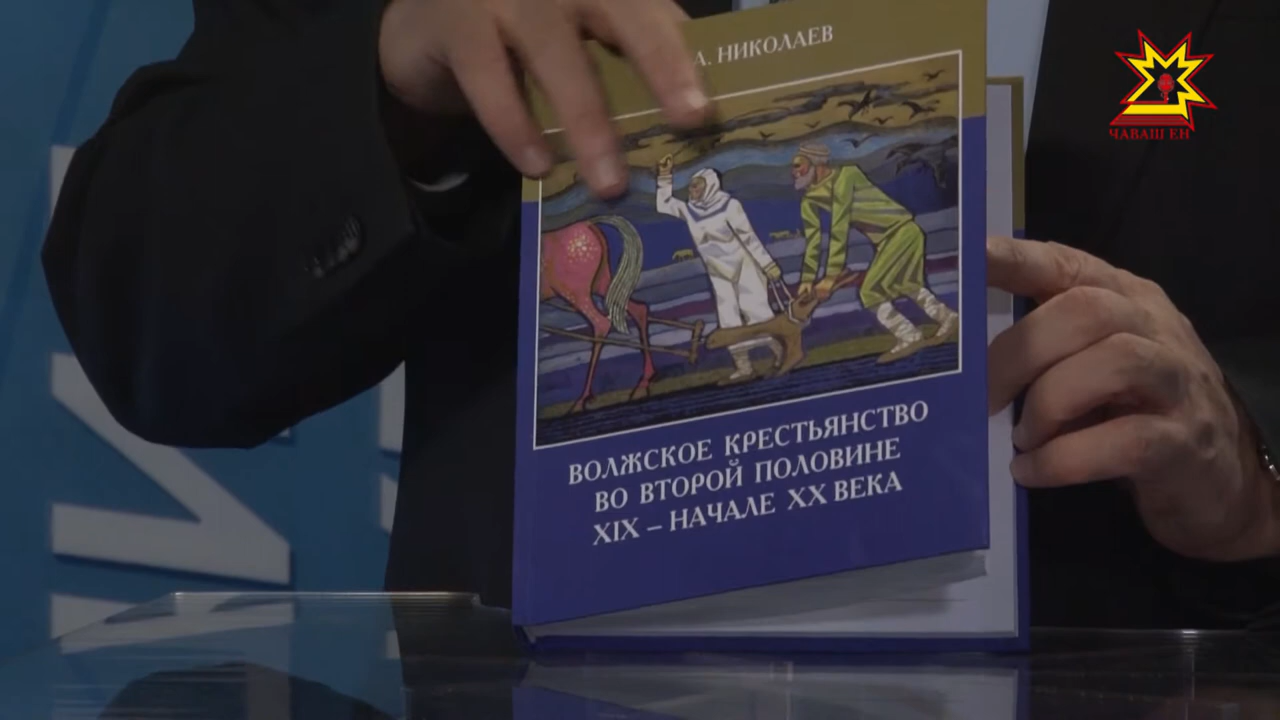 А. НИКОЛАЕВ
ЧАВАШ ЕН
ВОЛЖСКОЕ КРЕСТЬЯНСТВО
ВО ВТОРОЙ ПОЛОВИНЕ
XIX – НАЧАЛЕ XX ВЕКА